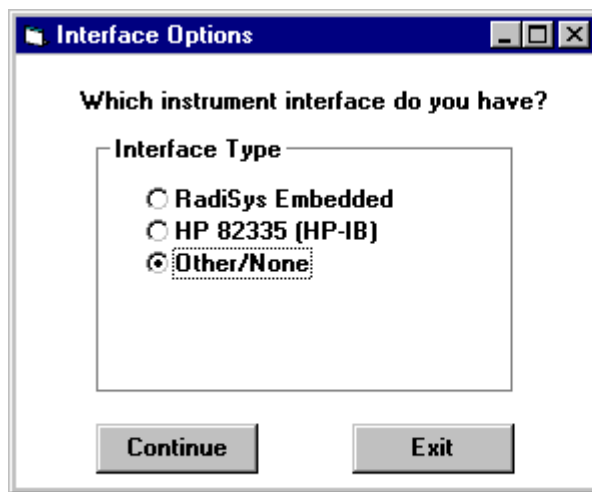 Interface Options
Which instrument interface do you have?
Interface Type
RadiSys Embedded
HP 82335 (HP-IB)
Other/None
Continue
Exit